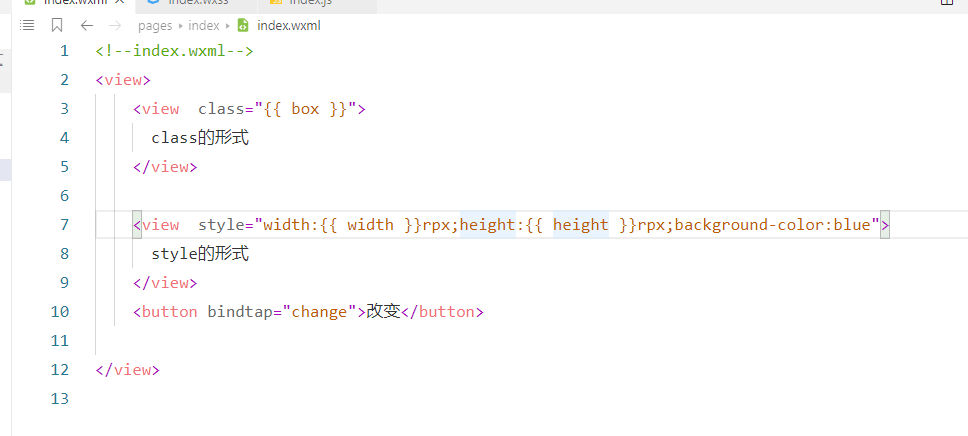 index.wxml index.wxss index.js
pages index index.wxml
1 <!--index.wxml-->
2 <view>
3 <view  class="{{ box }}">
4 class的形式
5 </view>
6
7 <view  style="width:{{ width }}rpx;height:{{ height }}rpx;background-color:blue">
8 style的形式
9 </view>
10 <button bindtap="change">改变</button>
11
12 </view>
13